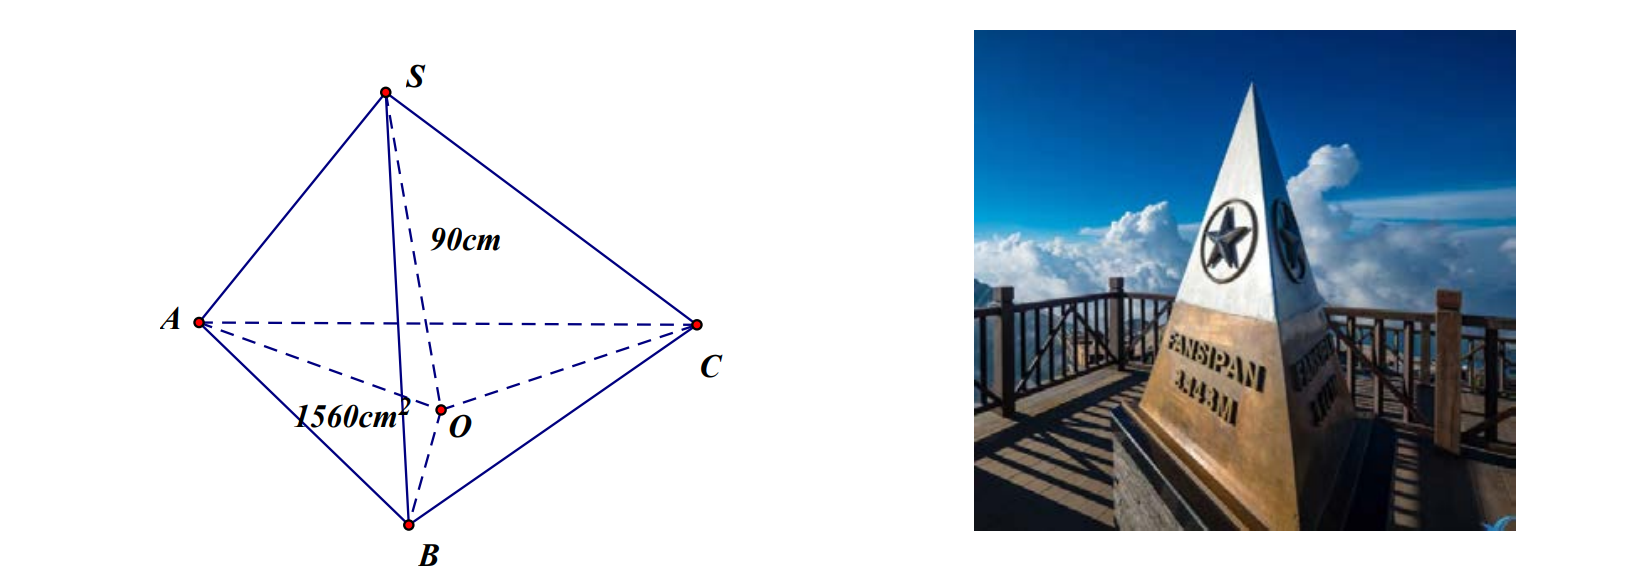 S
90cm
A
C
1560cm²
O
B
FANSIPAN
3.143M